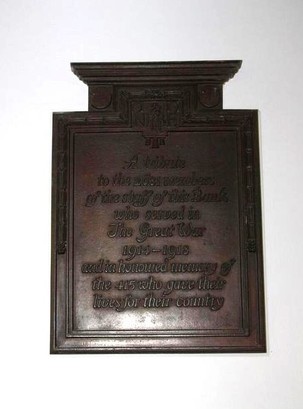 A tribute
to the members
of the staff of this Bank
who served in
The Great War
1914–1918
and in honoured memory of
the 415 who gave their
lives for their country